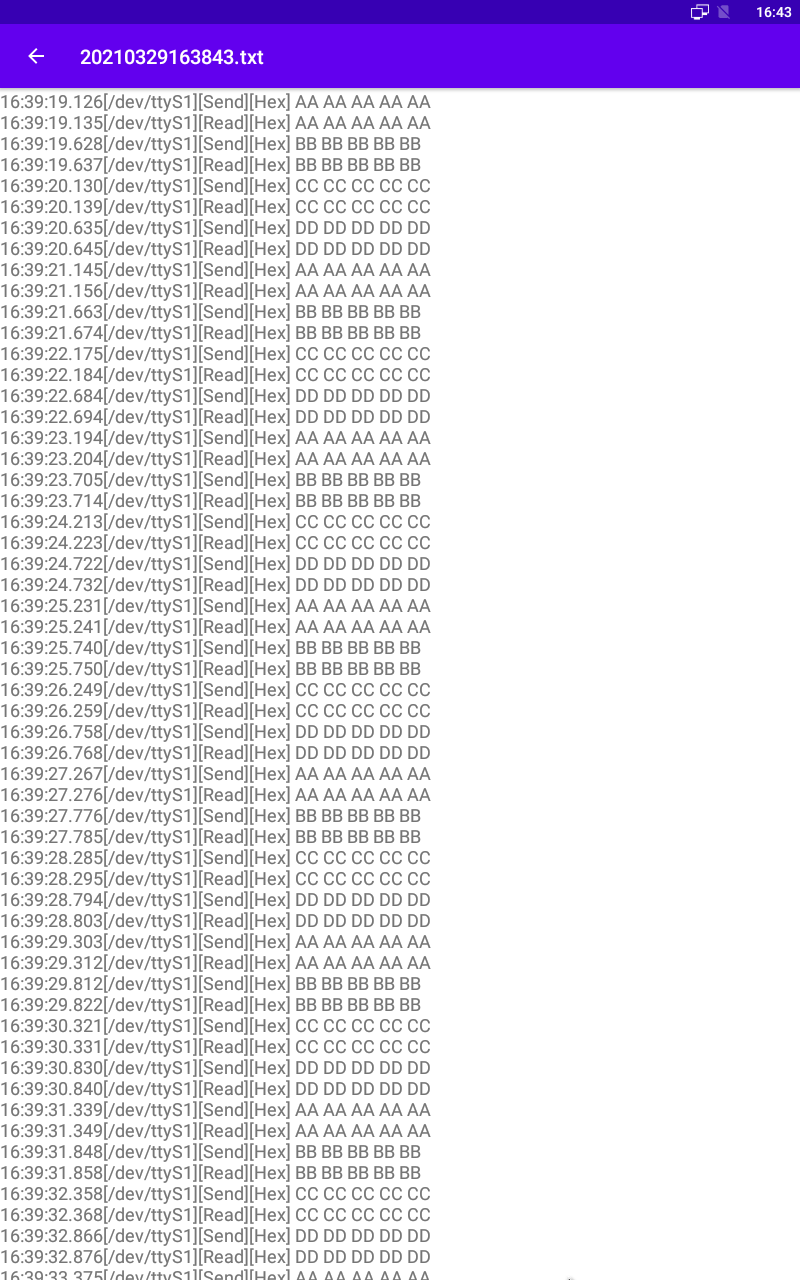 16:43
20210329163843.txt
16:39:19.126[/dev/ttyS1][Send][Hex] AA AA AA AA AA
16:39:19.135[/dev/ttyS1][Read][Hex] AA AA AA AA AA
16:39:19.628[/dev/ttyS1][Send][Hex] BB BB BB BB BB
16:39:19.637[/dev/ttyS1][Read][Hex] BB BB BB BB BB
16:39:20.130[/dev/ttyS1][Send][Hex] CC CC CC CC CC
16:39:20.139[/dev/ttyS1][Read][Hex] CC CC CC CC CC
16:39:20.635[/dev/ttyS1][Send][Hex] DD DD DD DD DD
16:39:20.645[/dev/ttyS1][Read][Hex] DD DD DD DD DD
16:39:21.145[/dev/ttyS1][Send][Hex] AA AA AA AA AA
16:39:21.156[/dev/ttyS1][Read][Hex] AA AA AA AA AA
16:39:21.663[/dev/ttyS1][Send][Hex] BB BB BB BB BB
16:39:21.674[/dev/ttyS1][Read][Hex] BB BB BB BB BB
16:39:22.175[/dev/ttyS1][Send][Hex] CC CC CC CC CC
16:39:22.184[/dev/ttyS1][Read][Hex] CC CC CC CC CC
16:39:22.684[/dev/ttyS1][Send][Hex] DD DD DD DD DD
16:39:22.694[/dev/ttyS1][Read][Hex] DD DD DD DD DD
16:39:23.194[/dev/ttyS1][Send][Hex] AA AA AA AA AA
16:39:23.204[/dev/ttyS1][Read][Hex] AA AA AA AA AA
16:39:23.705[/dev/ttyS1][Send][Hex] BB BB BB BB BB
16:39:23.714[/dev/ttyS1][Read][Hex] BB BB BB BB BB
16:39:24.213[/dev/ttyS1][Send][Hex] CC CC CC CC CC
16:39:24.223[/dev/ttyS1][Read][Hex] CC CC CC CC CC
16:39:24.722[/dev/ttyS1][Send][Hex] DD DD DD DD DD
16:39:24.732[/dev/ttyS1][Read][Hex] DD DD DD DD DD
16:39:25.231[/dev/ttyS1][Send][Hex] AA AA AA AA AA
16:39:25.241[/dev/ttyS1][Read][Hex] AA AA AA AA AA
16:39:25.740[/dev/ttyS1][Send][Hex] BB BB BB BB BB
16:39:25.750[/dev/ttyS1][Read][Hex] BB BB BB BB BB
16:39:26.249[/dev/ttyS1][Send][Hex] CC CC CC CC CC
16:39:26.259[/dev/ttyS1][Read][Hex] CC CC CC CC CC
16:39:26.758[/dev/ttyS1][Send][Hex] DD DD DD DD DD
16:39:26.768[/dev/ttyS1][Read][Hex] DD DD DD DD DD
16:39:27.267[/dev/ttyS1][Send][Hex] AA AA AA AA AA
16:39:27.276[/dev/ttyS1][Read][Hex] AA AA AA AA AA
16:39:27.776[/dev/ttyS1][Send][Hex] BB BB BB BB BB
16:39:27.785[/dev/ttyS1][Read][Hex] BB BB BB BB BB
16:39:28.285[/dev/ttyS1][Send][Hex] CC CC CC CC CC
16:39:28.295[/dev/ttyS1][Read][Hex] CC CC CC CC CC
16:39:28.794[/dev/ttyS1][Send][Hex] DD DD DD DD DD
16:39:28.803[/dev/ttyS1][Read][Hex] DD DD DD DD DD
16:39:29.303[/dev/ttyS1][Send][Hex] AA AA AA AA AA
16:39:29.312[/dev/ttyS1][Read][Hex] AA AA AA AA AA
16:39:29.812[/dev/ttyS1][Send][Hex] BB BB BB BB BB
16:39:29.822[/dev/ttyS1][Read][Hex] BB BB BB BB BB
16:39:30.321[/dev/ttyS1][Send][Hex] CC CC CC CC CC
16:39:30.331[/dev/ttyS1][Read][Hex] CC CC CC CC CC
16:39:30.830[/dev/ttyS1][Send][Hex] DD DD DD DD DD
16:39:30.840[/dev/ttyS1][Read][Hex] DD DD DD DD DD
16:39:31.339[/dev/ttyS1][Send][Hex] AA AA AA AA AA
16:39:31.349[/dev/ttyS1][Read][Hex] AA AA AA AA AA
16:39:31.848[/dev/ttyS1][Send][Hex] BB BB BB BB BB
16:39:31.858[/dev/ttyS1][Read][Hex] BB BB BB BB BB
16:39:32.358[/dev/ttyS1][Send][Hex] CC CC CC CC CC
16:39:32.368[/dev/ttyS1][Read][Hex] CC CC CC CC CC
16:39:32.866[/dev/ttyS1][Send][Hex] DD DD DD DD DD
16:39:32.876[/dev/ttyS1][Read][Hex] DD DD DD DD DD
16:39:33.375[/dev/ttyS1][Send][Hex] AA AA AA AA AA